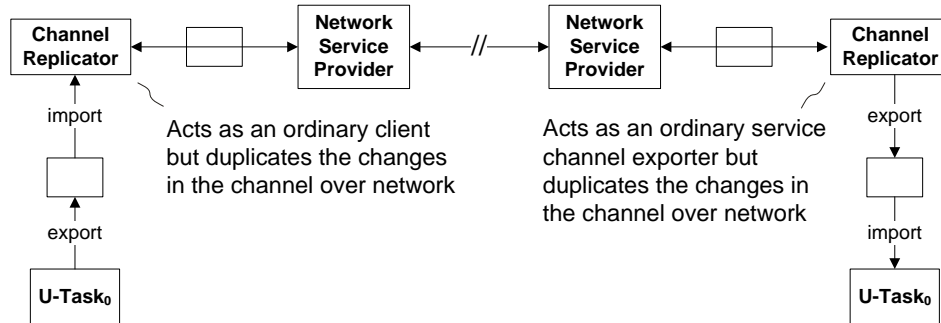 Channel
Replicator
Network
Service
Provider
//
Network
Service
Provider
Channel
Replicator
import
export
Acts as an ordinary client
but duplicates the changes
in the channel over network
Acts as an ordinary service
channel exporter but
duplicates the changes in
the channel over network
export
import
U-Task₀
U-Task₀